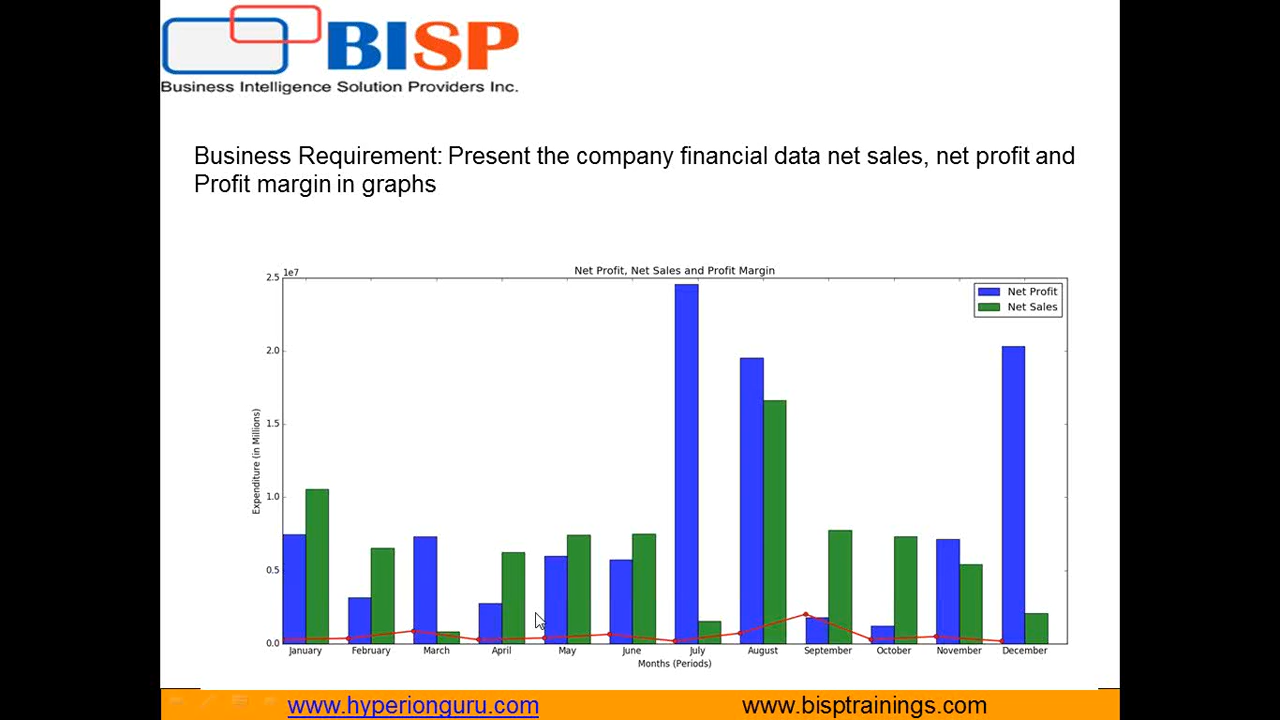 BISP
Business Intelligence Solution Providers Inc.
Business Requirement: Present the company financial data net sales, net profit and
Profit margin in graphs
1e7
Net Profit, Net Sales and Profit Margin
2.5
2.0
1.5
1.0
0.5
0.0
Expenditure (in Millions)
Net Profit
Net Sales
January February March April May June July August September October November December
Months (Periods)
www.hyperionguru.com www.bisptrainings.com